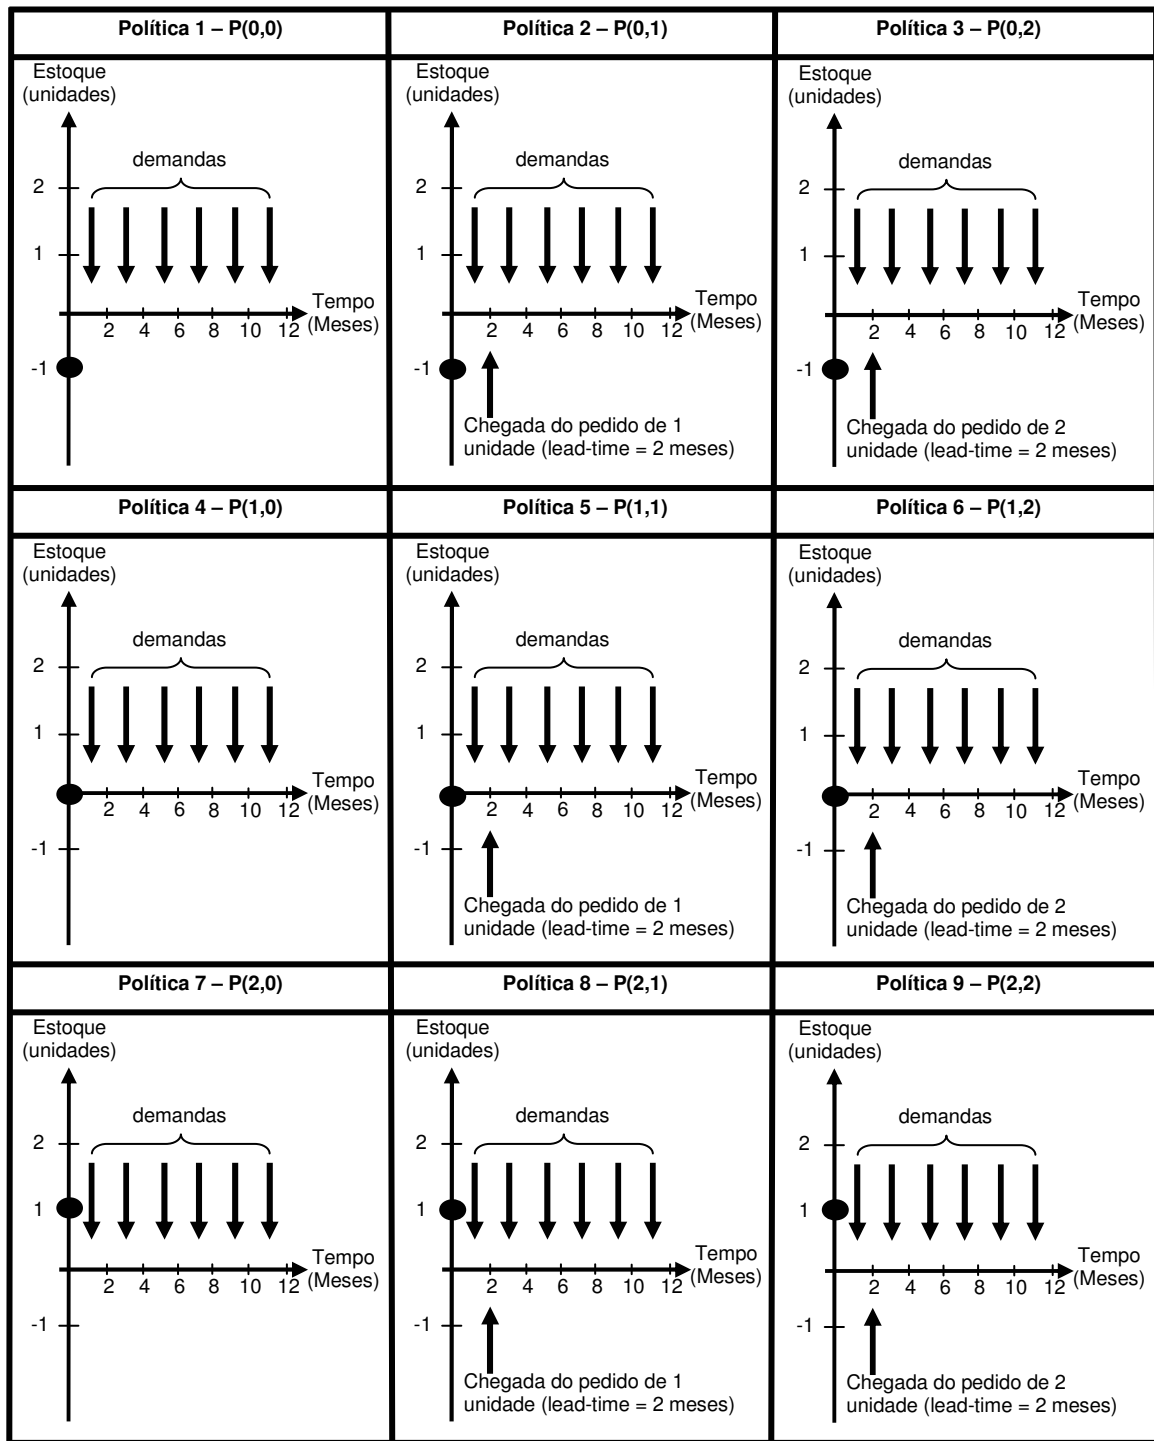 Política 1 – P(0,0)
Política 2 – P(0,1)
Política 3 – P(0,2)
Estoque
(unidades)
demandas
2
1
-1
2 4 6 8 10 12
Tempo
(Meses)
Estoque
(unidades)
demandas
2
1
-1
2 4 6 8 10 12
Tempo
(Meses)
Chegada do pedido de 1
unidade (lead-time = 2 meses)
Estoque
(unidades)
demandas
2
1
-1
2 4 6 8 10 12
Tempo
(Meses)
Chegada do pedido de 2
unidade (lead-time = 2 meses)
Política 4 – P(1,0)
Política 5 – P(1,1)
Política 6 – P(1,2)
Estoque
(unidades)
demandas
2
1
-1
2 4 6 8 10 12
Tempo
(Meses)
Estoque
(unidades)
demandas
2
1
-1
2 4 6 8 10 12
Tempo
(Meses)
Chegada do pedido de 1
unidade (lead-time = 2 meses)
Estoque
(unidades)
demandas
2
1
-1
2 4 6 8 10 12
Tempo
(Meses)
Chegada do pedido de 2
unidade (lead-time = 2 meses)
Política 7 – P(2,0)
Política 8 – P(2,1)
Política 9 – P(2,2)
Estoque
(unidades)
demandas
2
1
-1
2 4 6 8 10 12
Tempo
(Meses)
Estoque
(unidades)
demandas
2
1
-1
2 4 6 8 10 12
Tempo
(Meses)
Chegada do pedido de 1
unidade (lead-time = 2 meses)
Estoque
(unidades)
demandas
2
1
-1
2 4 6 8 10 12
Tempo
(Meses)
Chegada do pedido de 2
unidade (lead-time = 2 meses)